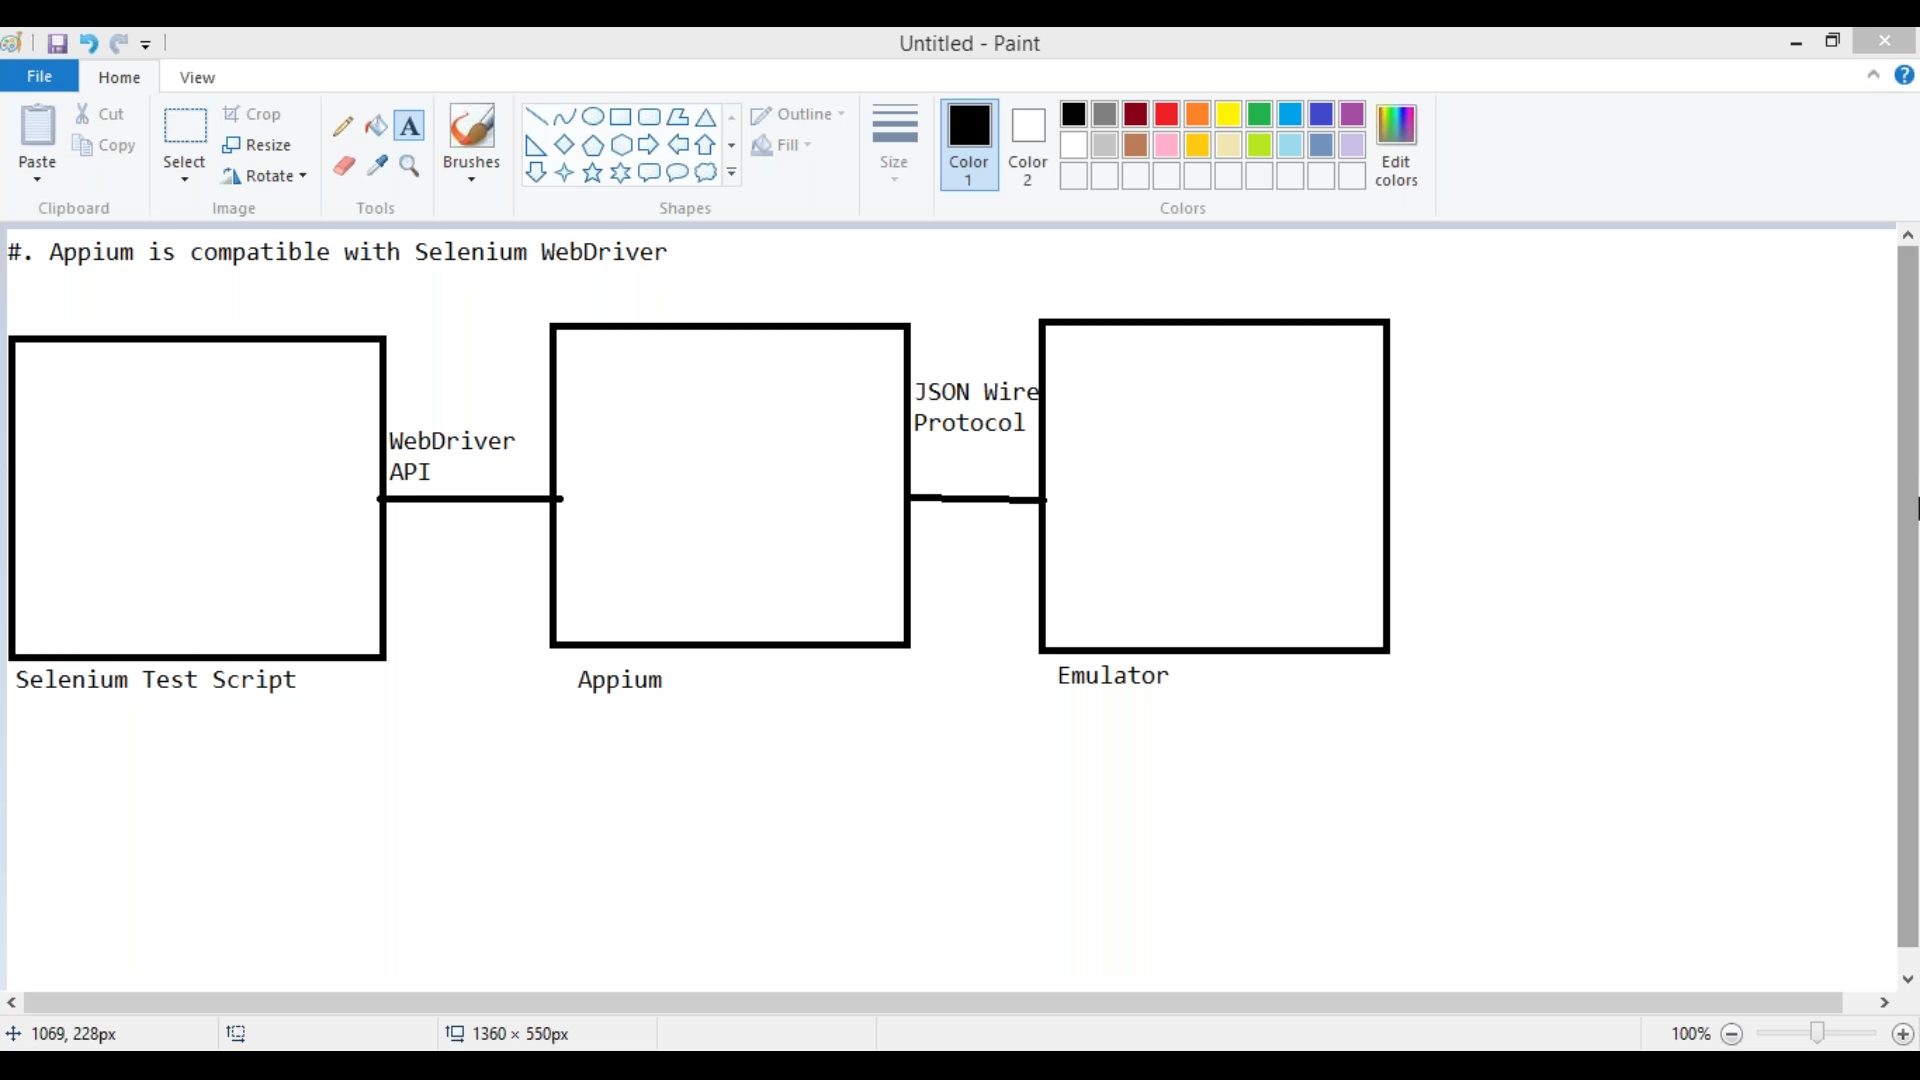 Untitled - Paint
File Home View
Paste
Cut
Copy
Clipboard
Select
Crop
Resize
Rotate
Image
A
Tools
Brushes
Shapes
Outline
Fill
Size
Color
1
Color
2
Colors
Edit
colors
#. Appium is compatible with Selenium WebDriver
WebDriver
API
JSON Wire
Protocol
Selenium Test Script
Appium
Emulator
1069, 228px
1360 × 550px
100%